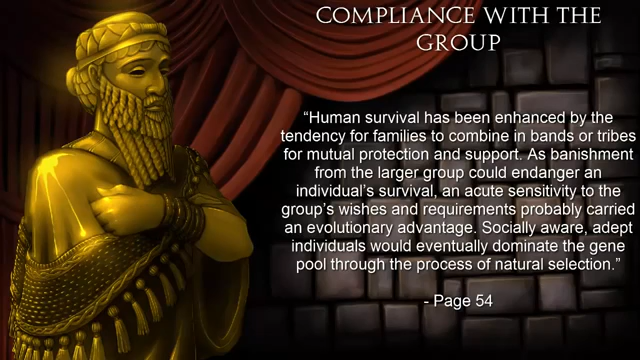 COMPLIANCE WITH THE
GROUP
“Human survival has been enhanced by the
tendency for families to combine in bands or tribes
for mutual protection and support. As banishment
from the larger group could endanger an
individual’s survival, an acute sensitivity to the
group’s wishes and requirements probably carried
an evolutionary advantage. Socially aware, adept
individuals would eventually dominate the gene
pool through the process of natural selection.”
- Page 54